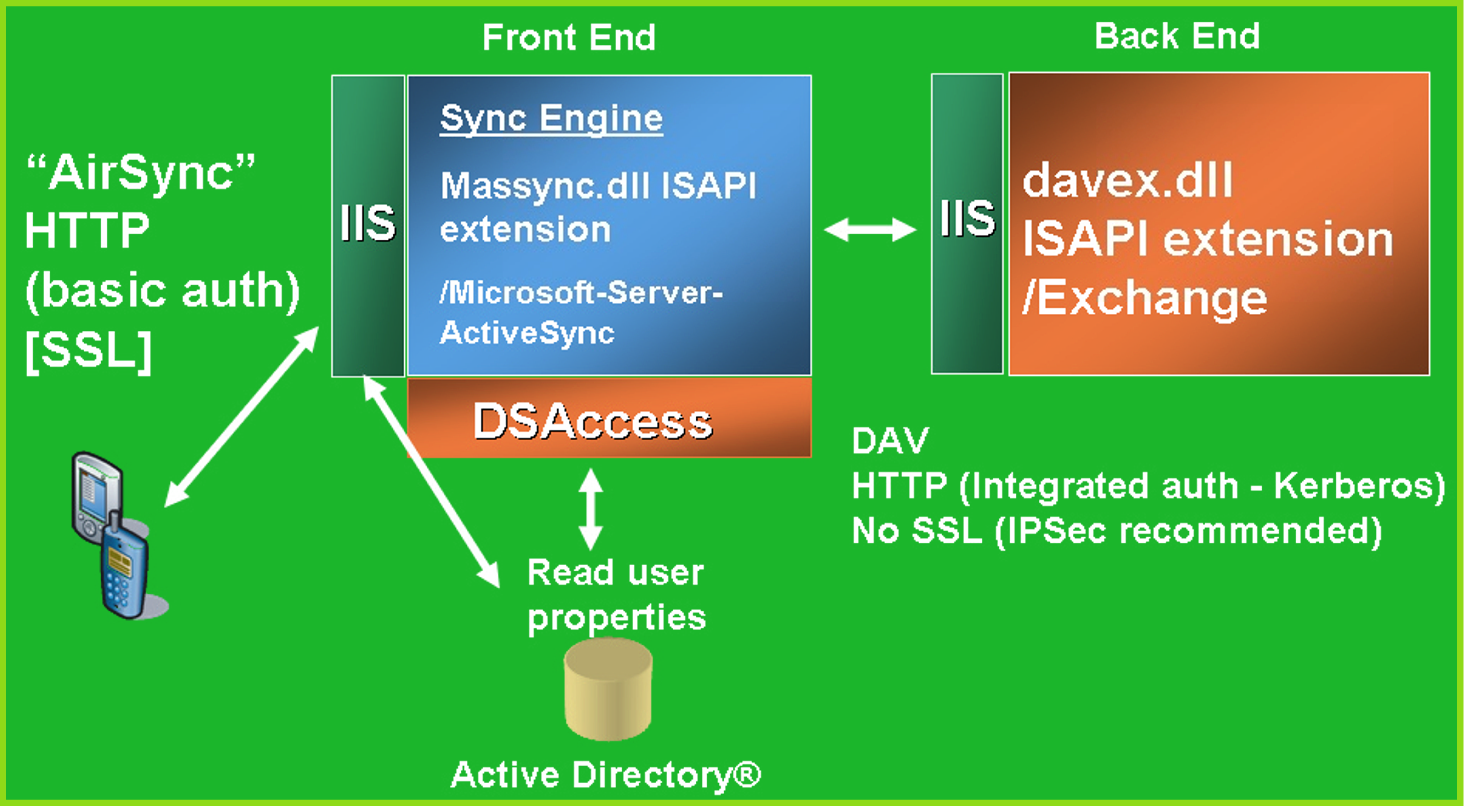 Front End
Back End
“AirSync”
HTTP
(basic auth)
[SSL]
IIS
Sync Engine
Massync.dll ISAPI
extension
/Microsoft-Server-
ActiveSync
DSAccess
IIS
davex.dll
ISAPI extension
/Exchange
DAV
HTTP (Integrated auth - Kerberos)
No SSL (IPSec recommended)
Read user
properties
Active Directory®